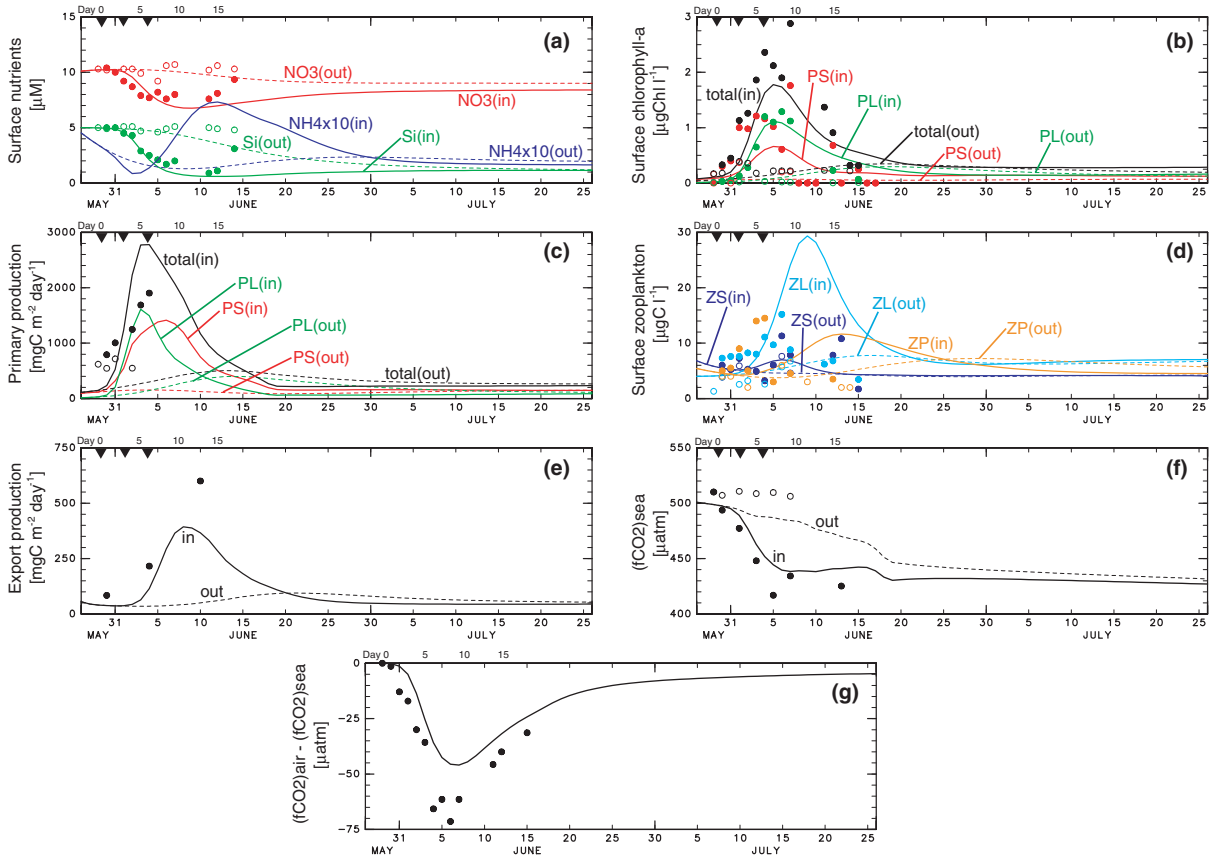 Day 0 5 10 15
15
10
5
0
Surface nutrients
[µM]
(a)
NO3(out)
NO3(in)
NH4x10(in)
Si(out)
Si(in)
NH4x10(out)
31 5 10 15 20 25 30 5 10 15 20 25
MAY JUNE JULY
Day 0 5 10 15
3
2
1
0
Surface chlorophyll-a
[µgChl l⁻¹]
(b)
total(in)
PS(in)
PL(in)
total(out)
PL(out)
PS(out)
31 5 10 15 20 25 30 5 10 15 20 25
MAY JUNE JULY
Day 0 5 10 15
3000
2000
1000
0
Primary production
[mgC m⁻² day⁻¹]
(c)
total(in)
PL(in)
PS(in)
PL(out)
PS(out)
total(out)
31 5 10 15 20 25 30 5 10 15 20 25
MAY JUNE JULY
Day 0 5 10 15
30
20
10
0
Surface zooplankton
[µgC l⁻¹]
(d)
ZS(in)
ZL(in)
ZS(out)
ZL(out)
ZP(in)
ZP(out)
31 5 10 15 20 25 30 5 10 15 20 25
MAY JUNE JULY
Day 0 5 10 15
750
500
250
0
Export production
[mgC m⁻² day⁻¹]
(e)
in
out
31 5 10 15 20 25 30 5 10 15 20 25
MAY JUNE JULY
Day 0 5 10 15
550
500
450
400
(fCO2)sea
[µatm]
(f)
out
in
31 5 10 15 20 25 30 5 10 15 20 25
MAY JUNE JULY
Day 0 5 10 15
0
-25
-50
-75
(fCO2)air - (fCO2)sea
[µatm]
(g)
31 5 10 15 20 25 30 5 10 15 20 25
MAY JUNE JULY